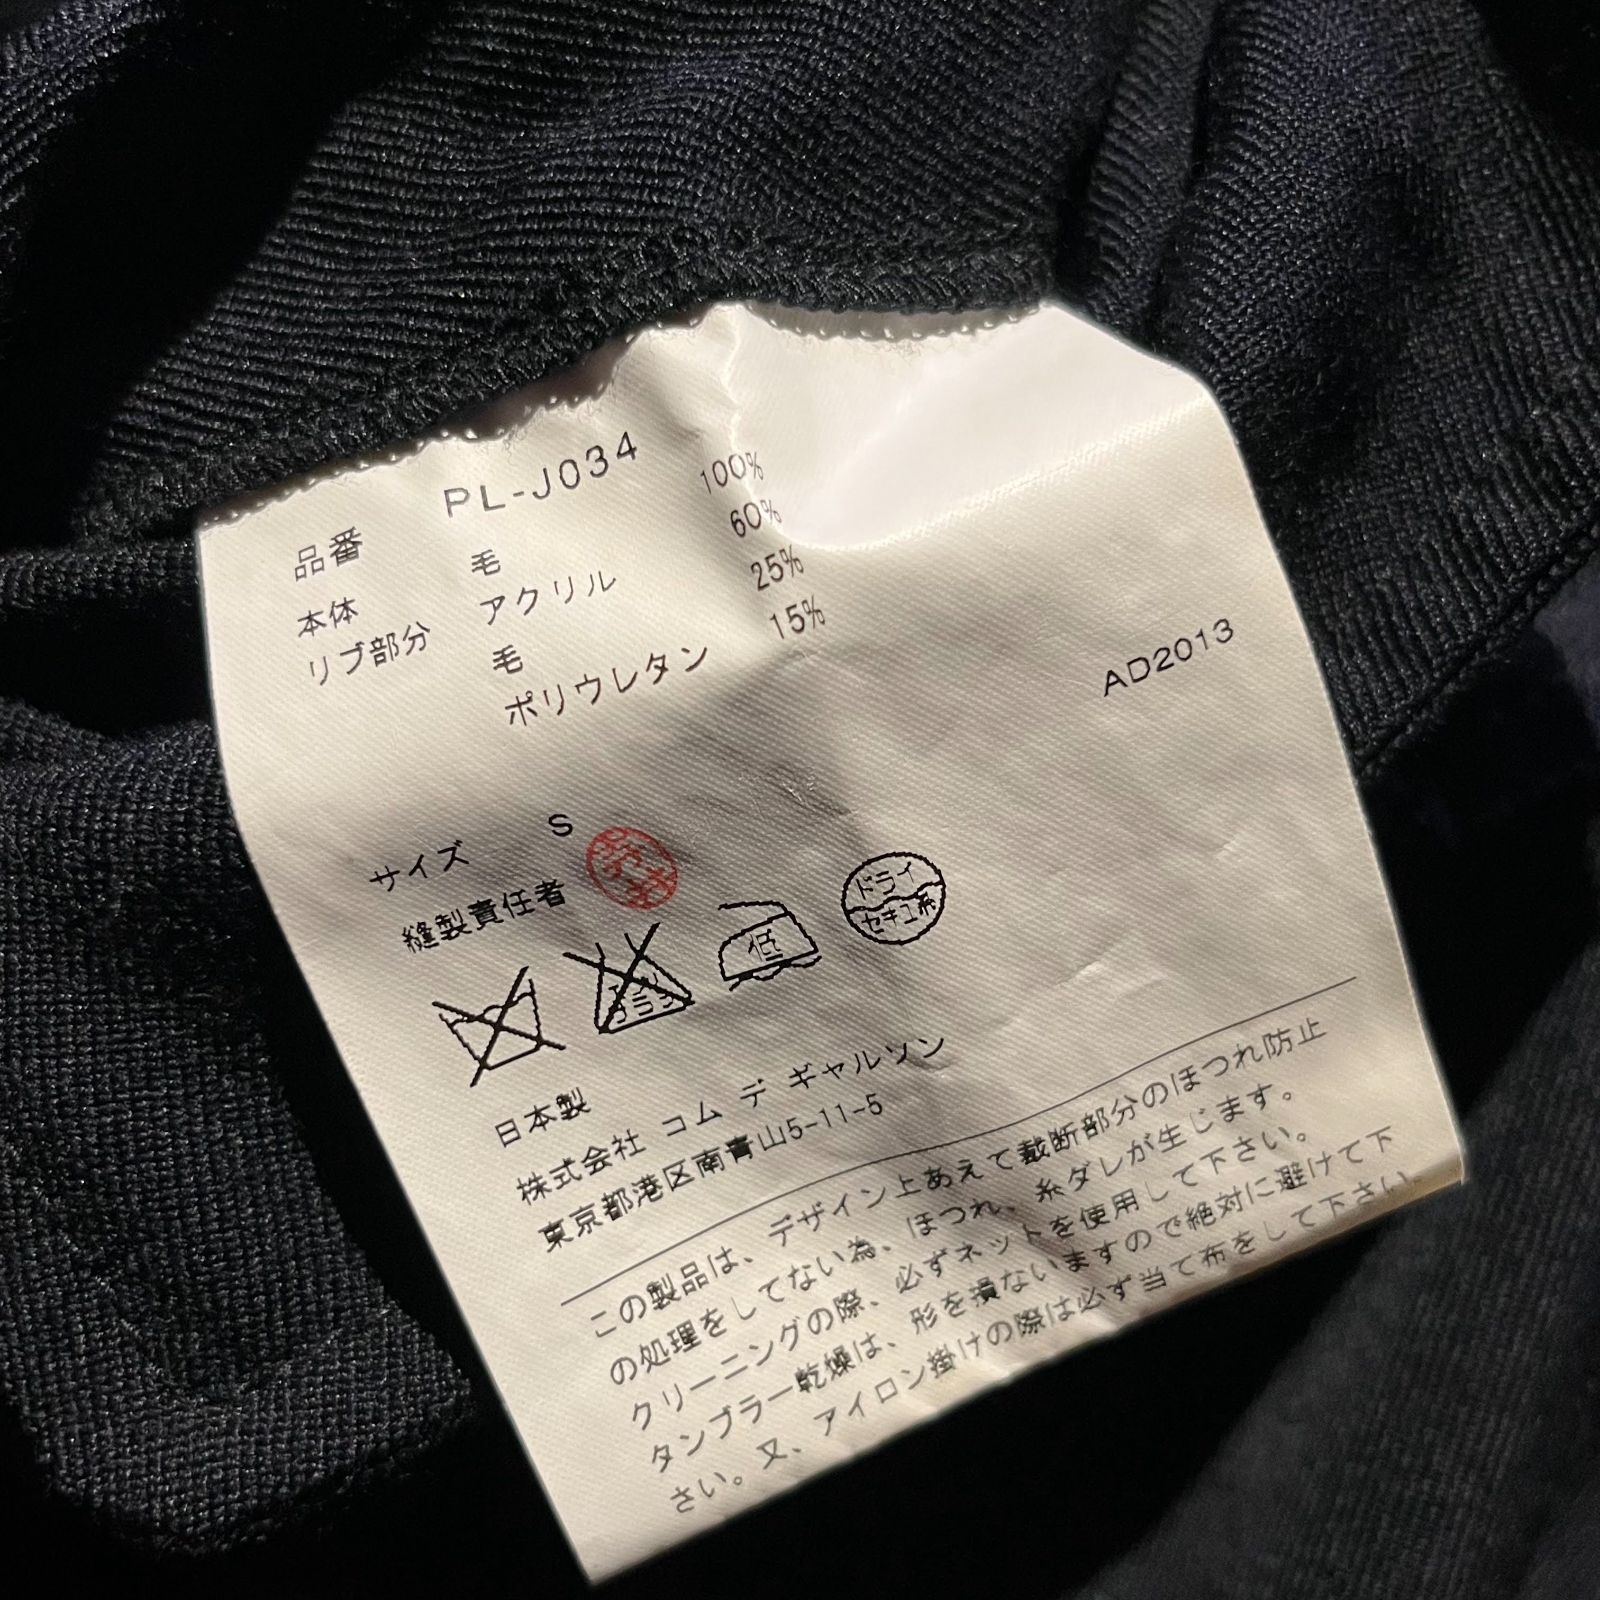 品番 PL-J034
本体 毛 100%
リブ部分 アクリル 60%
毛 25%
ポリウレタン 15%
AD2013
サイズ S
縫製責任者
エンソサラシ
低
ドライ
セキユ系
日本製
株式会社 コム デ ギャルソン
東京都港区南青山5-11-5
この製品は、デザイン上あえて裁断部分のほつれ防止
の処理をしてない為、ほつれ、糸ダレが生じます。
クリーニングの際、必ずネットを使用して下さい。
タンブラー乾燥は、形を損ないますので絶対に避けて下
さい。又、アイロン掛けの際は必ず当て布をして下さい。